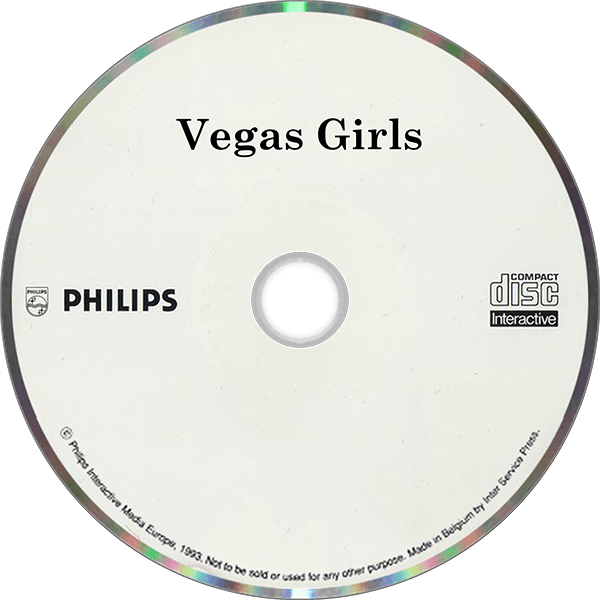 Vegas Girls
PHILIPS
PHILIPS
COMPACT
disc
Interactive
© Philips Interactive Media Europe, 1993. Not to be sold or used for any other purpose. Made in Belgium by Inter Service Press.